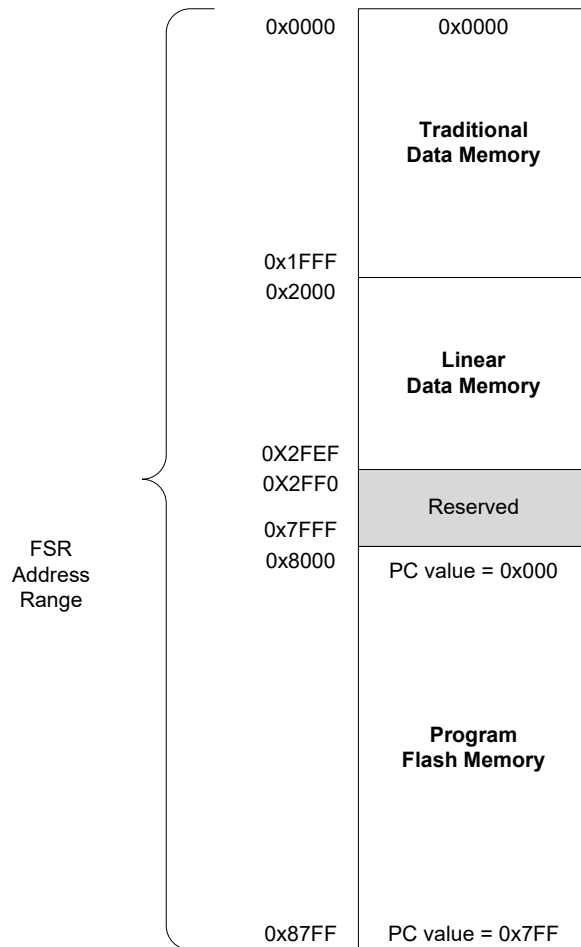 0x0000
0x0000
Traditional
Data Memory
0x1FFF
0x2000
Linear
Data Memory
0X2FEF
0X2FF0
Reserved
0x7FFF
FSR
Address
Range
0x8000
PC value = 0x000
Program
Flash Memory
0x87FF
PC value = 0x7FF